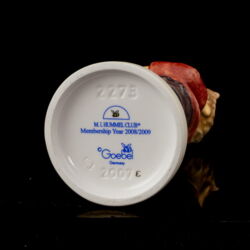 2273
M.I. HUMMEL CLUB®
Membership Year 2008/2009
© Goebel
Germany
2007 E